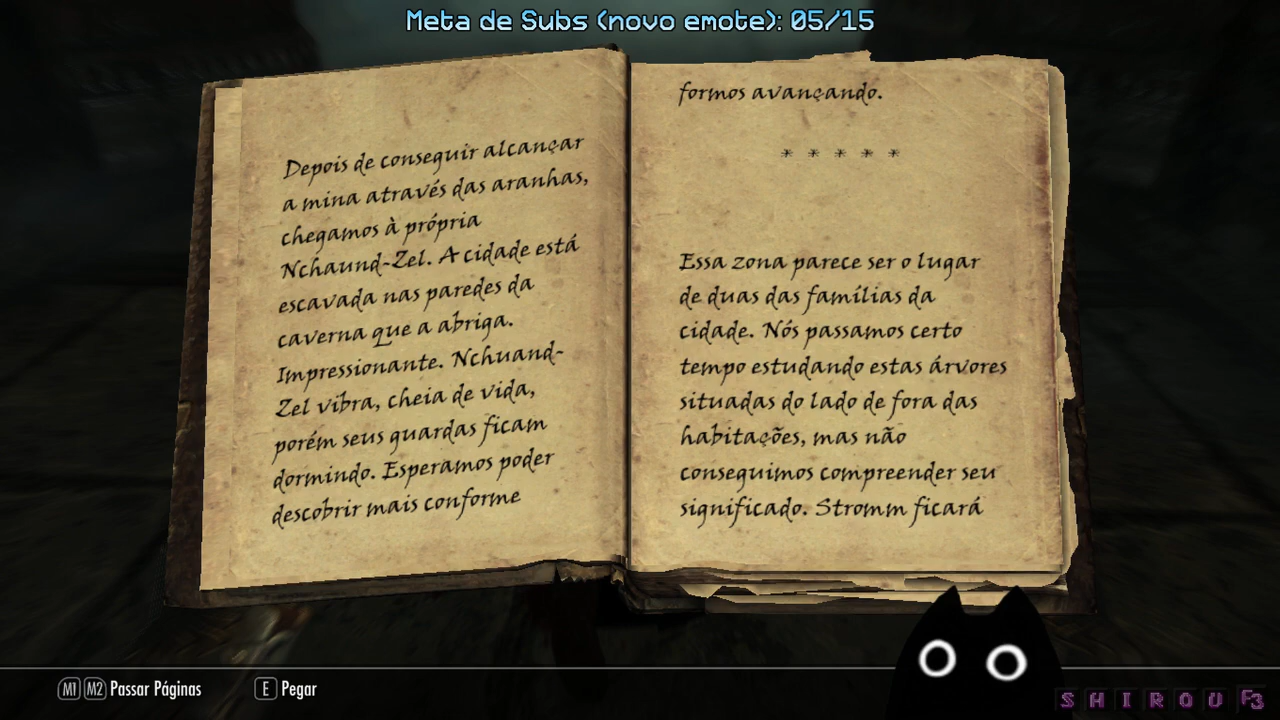 Meta de Subs (novo emote): 05/15
Depois de conseguir alcançar
a mina através das aranhas,
chegamos à própria
Nchaund-Zel. A cidade está
escavada nas paredes da
caverna que a abriga.
Impressionante. Nchuand-
Zel vibra, cheia de vida,
porém seus guardas ficam
dormindo. Esperamos poder
descobrir mais conforme
formos avançando.
* * * * *
Essa zona parece ser o lugar
de duas das famílias da
cidade. Nós passamos certo
tempo estudando estas árvores
situadas do lado de fora das
habitações, mas não
conseguimos compreender seu
significado. Stromm ficará
M1 M2 Passar Páginas E Pegar
SHIROU F3